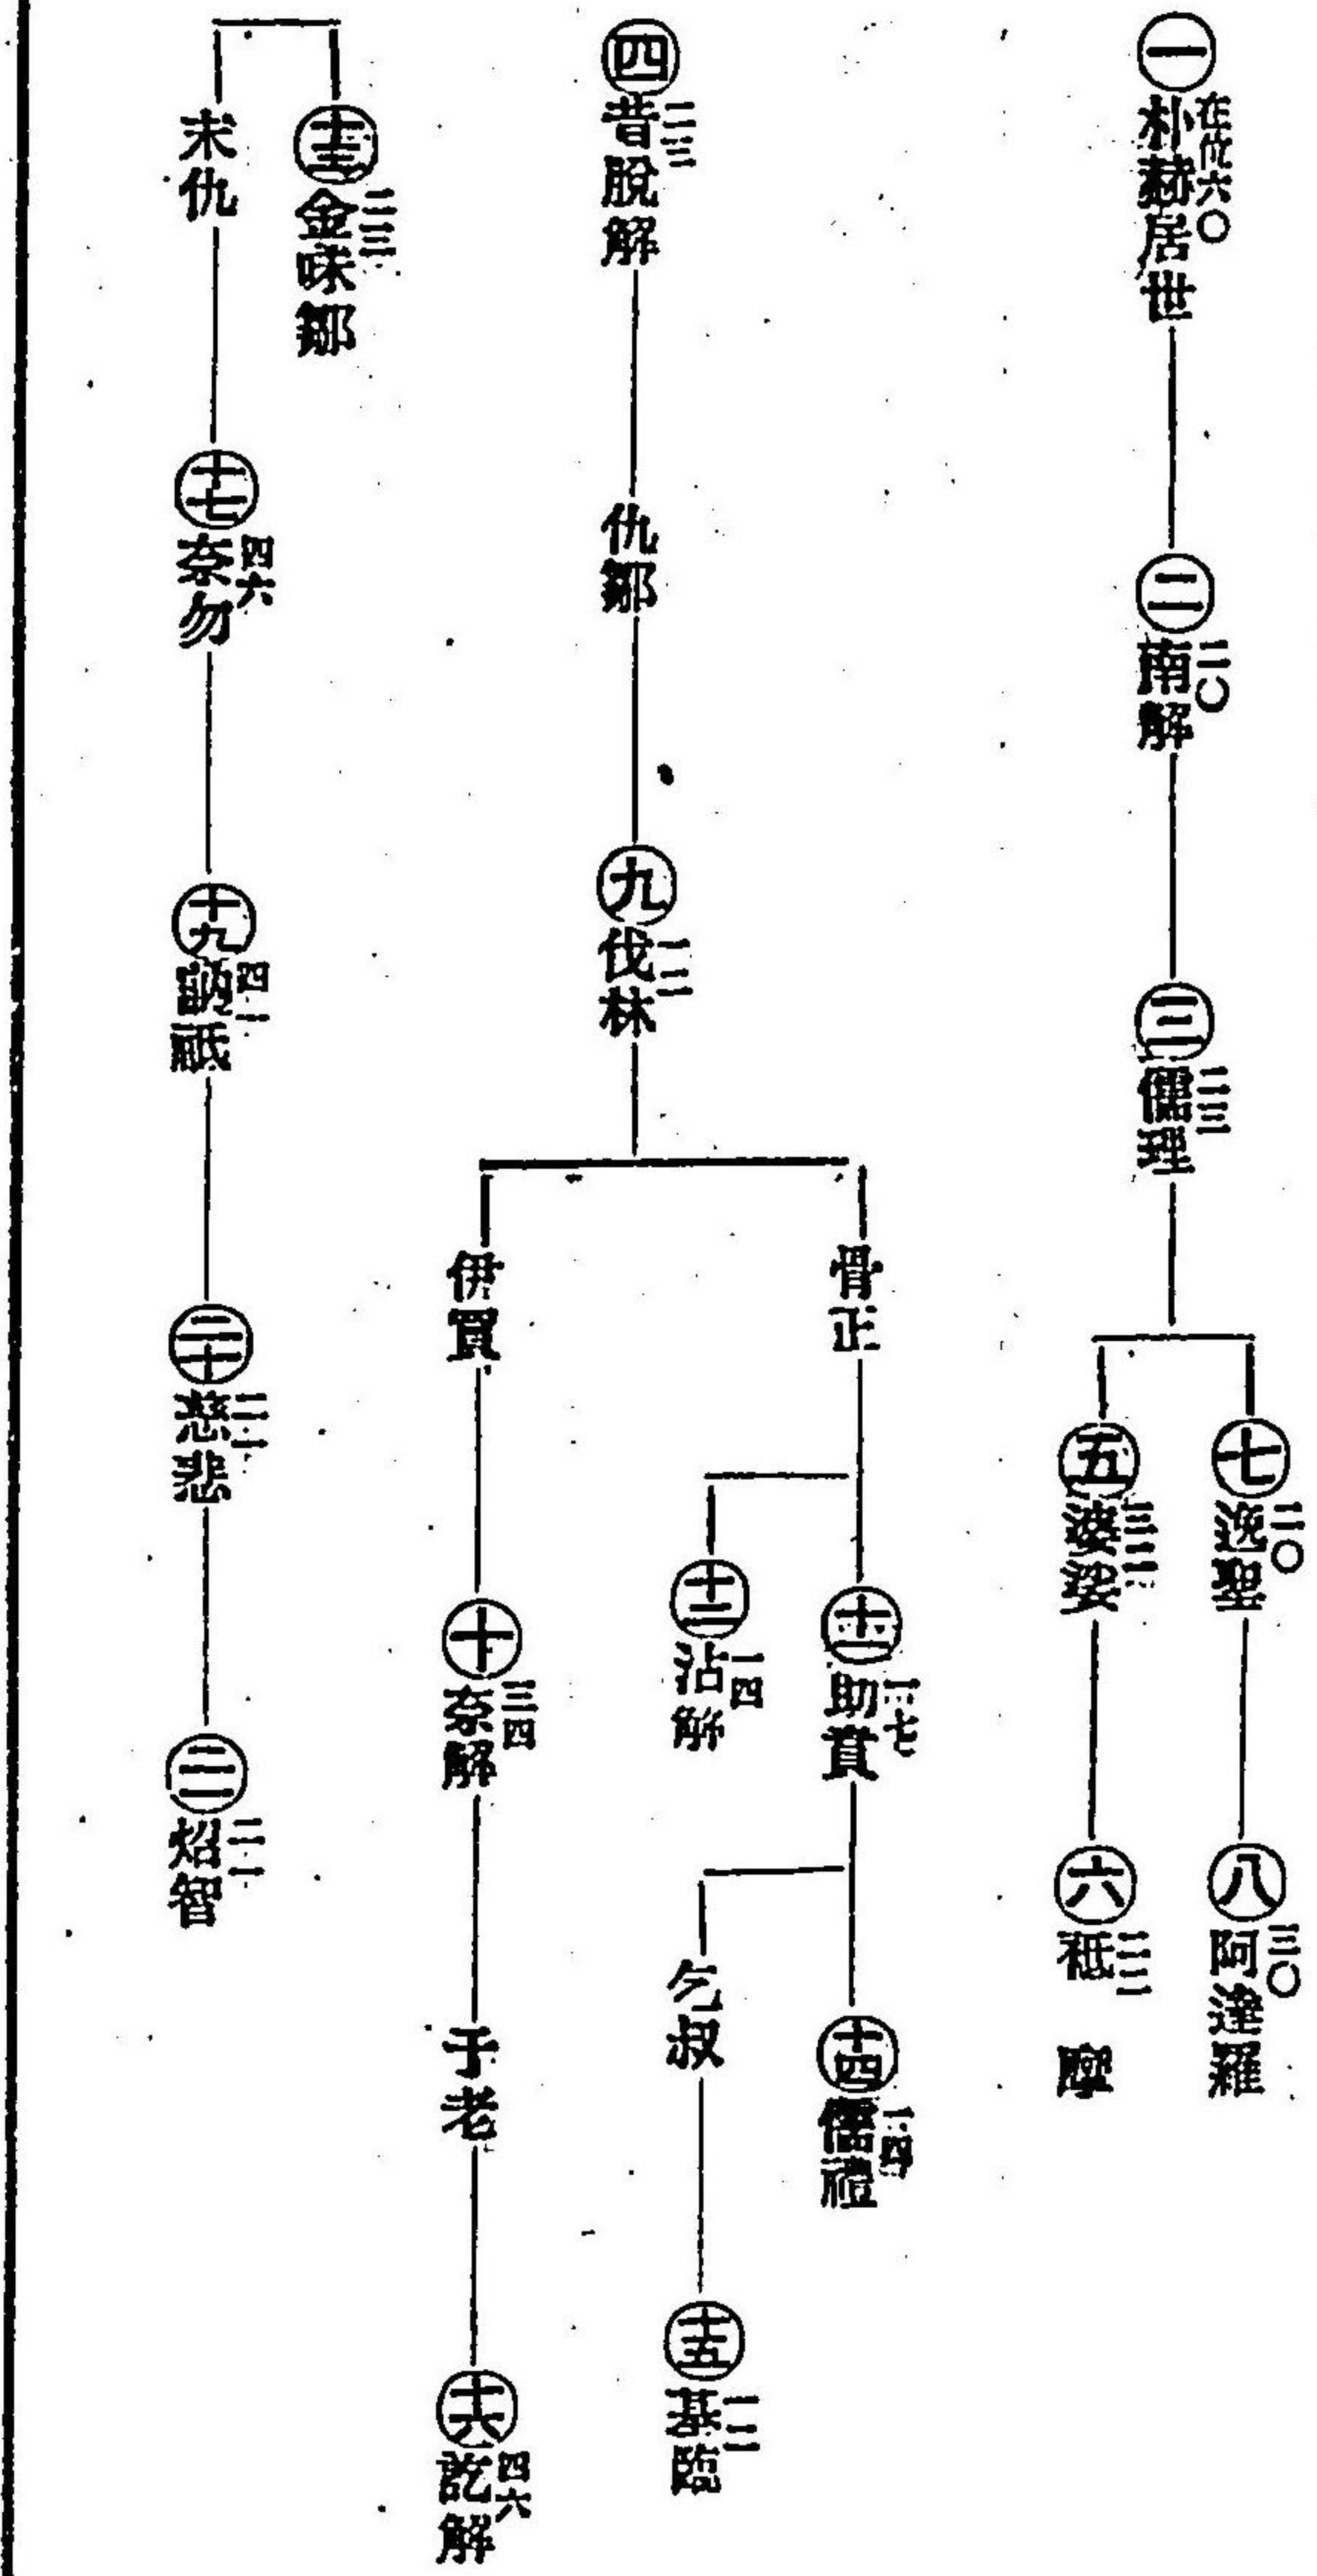 ㊀ 朴赫居世 在位六〇
二 南解 二〇
三 儒理 三三
七 逸聖 二〇
八 阿達羅 三〇
五 婆娑 三二
六 祗摩 二二
四 昔脫解 二三
仇鄒
九 伐林 一二
骨正
十一 助賁 一七
十四 儒禮 一四
十二 沾解 一四
乞叔
十五 基臨 一二
伊買
十 奈解 三四
于老
十六 訖解 四六
十三 金味鄒 二三
末仇
十七 奈勿 四六
十九 訥祗 四一
二十 慈悲 二一
二一 炤智 二一